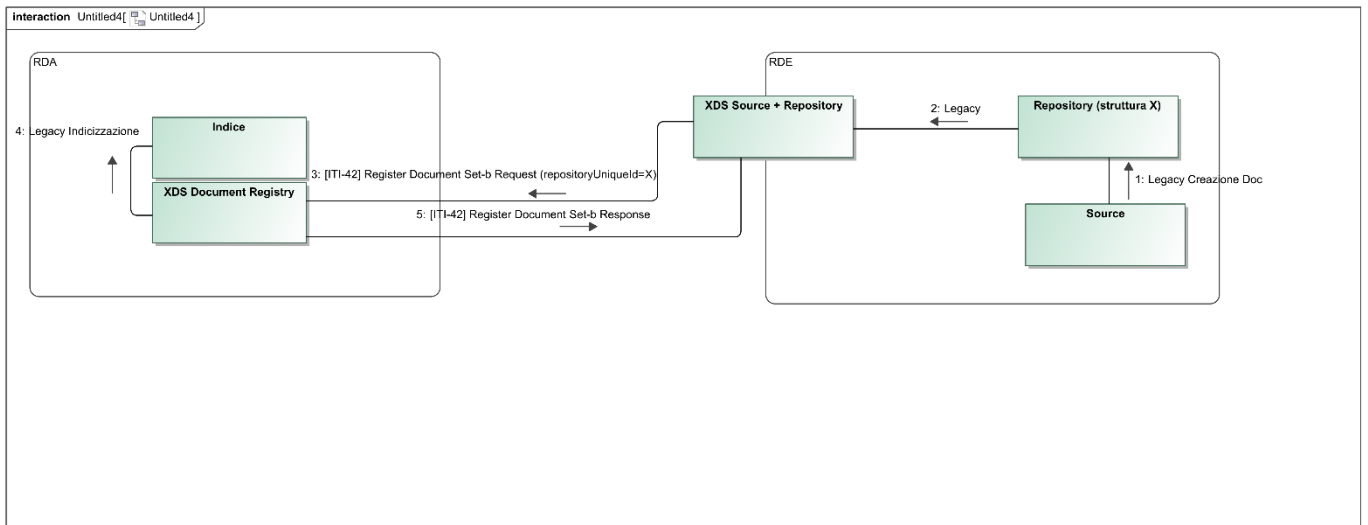 interaction Untitled4[ Untitled4 ]
RDA
RDE
XDS Source + Repository
2: Legacy
Repository (struttura X)
4: Legacy Indicizzazione
Indice
3: [ITI-42] Register Document Set-b Request (repositoryUniqueId=X)
1: Legacy Creazione Doc
XDS Document Registry
5: [ITI-42] Register Document Set-b Response
Source